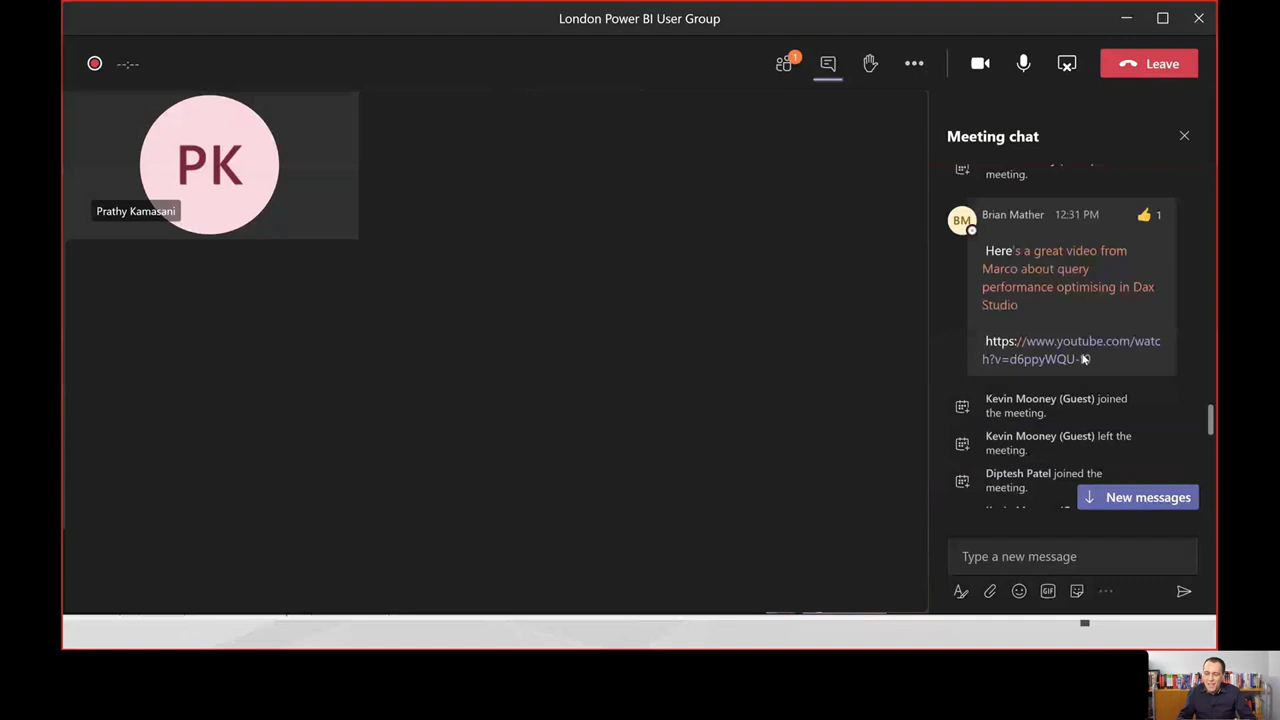 London Power BI User Group
--:--
1
Leave
PK
Prathy Kamasani
Meeting chat
meeting.
BM
Brian Mather 12:31 PM
1
Here's a great video from
Marco about query
performance optimising in Dax
Studio
https://www.youtube.com/watc
h?v=d6ppyWQU-
Kevin Mooney (Guest) joined
the meeting.
Kevin Mooney (Guest) left the
meeting.
Diptesh Patel joined the
meeting.
New messages
Type a new message
GIF